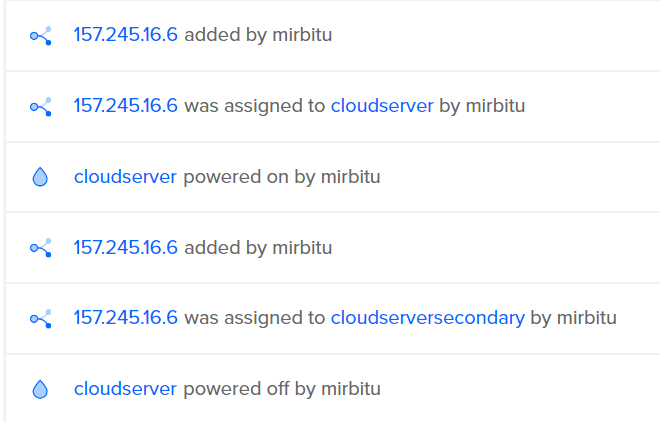 157.245.16.6 added by mirbitu
157.245.16.6 was assigned to cloudserver by mirbitu
cloudserver powered on by mirbitu
157.245.16.6 added by mirbitu
157.245.16.6 was assigned to cloudserversecondary by mirbitu
cloudserver powered off by mirbitu